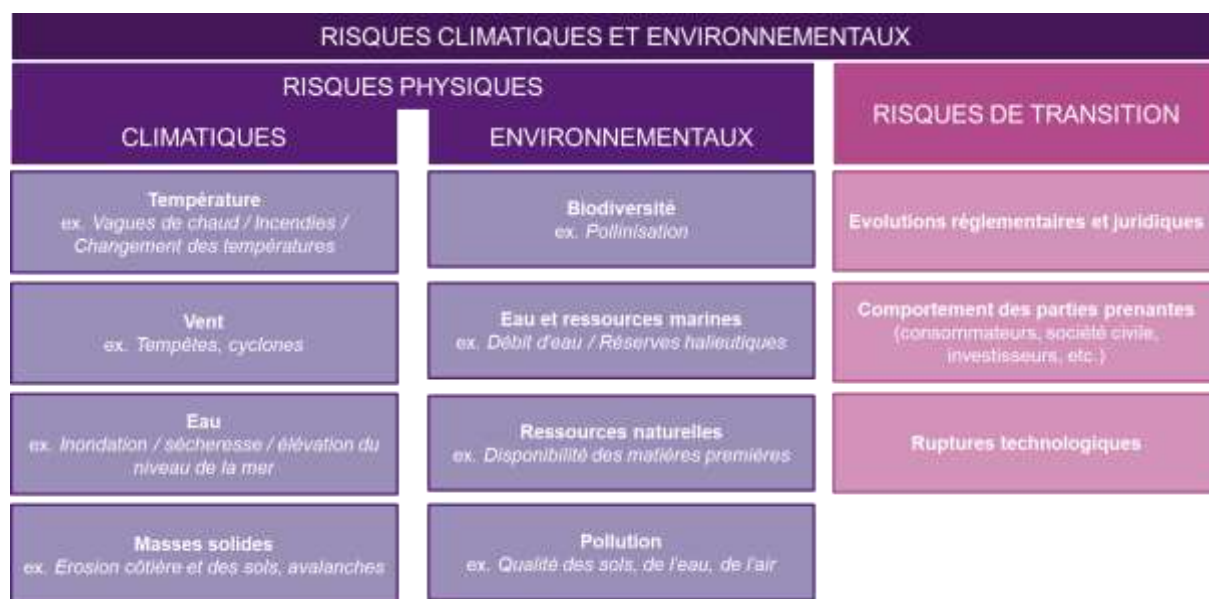 RISQUES CLIMATIQUES ET ENVIRONNEMENTAUX
RISQUES PHYSIQUES
CLIMATIQUES
Température
ex. Vagues de chaud / Incendies /
Changement des températures
Vent
ex. Tempêtes, cyclones
Eau
ex. Inondation / sécheresse / élévation du
niveau de la mer
Masses solides
ex. Erosion côtière et des sols, avalanches
ENVIRONNEMENTAUX
Biodiversité
ex. Pollinisation
Eau et ressources marines
ex. Débit d'eau / Réserves halieutiques
Ressources naturelles
ex. Disponibilité des matières premières
Pollution
ex. Qualité des sols, de l'eau, de l'air
RISQUES DE TRANSITION
Evolutions réglementaires et juridiques
Comportement des parties prenantes
(consommateurs, société civile,
investisseurs, etc.)
Ruptures technologiques